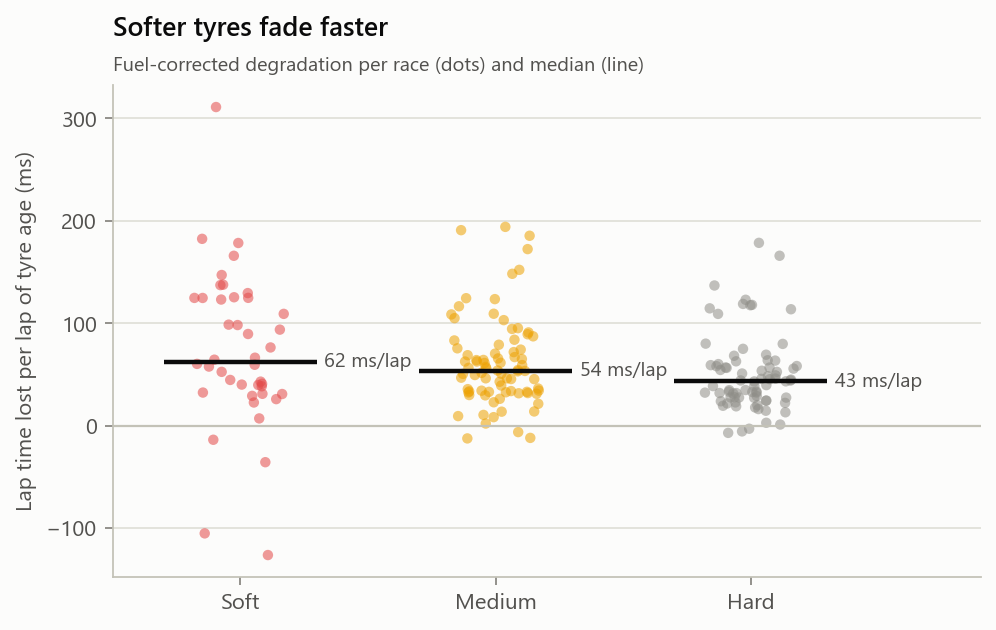 Softer tyres fade faster
Fuel-corrected degradation per race (dots) and median (line)
Lap time lost per lap of tyre age (ms)
300
200
100
0
−100
62 ms/lap
54 ms/lap
43 ms/lap
Soft
Medium
Hard